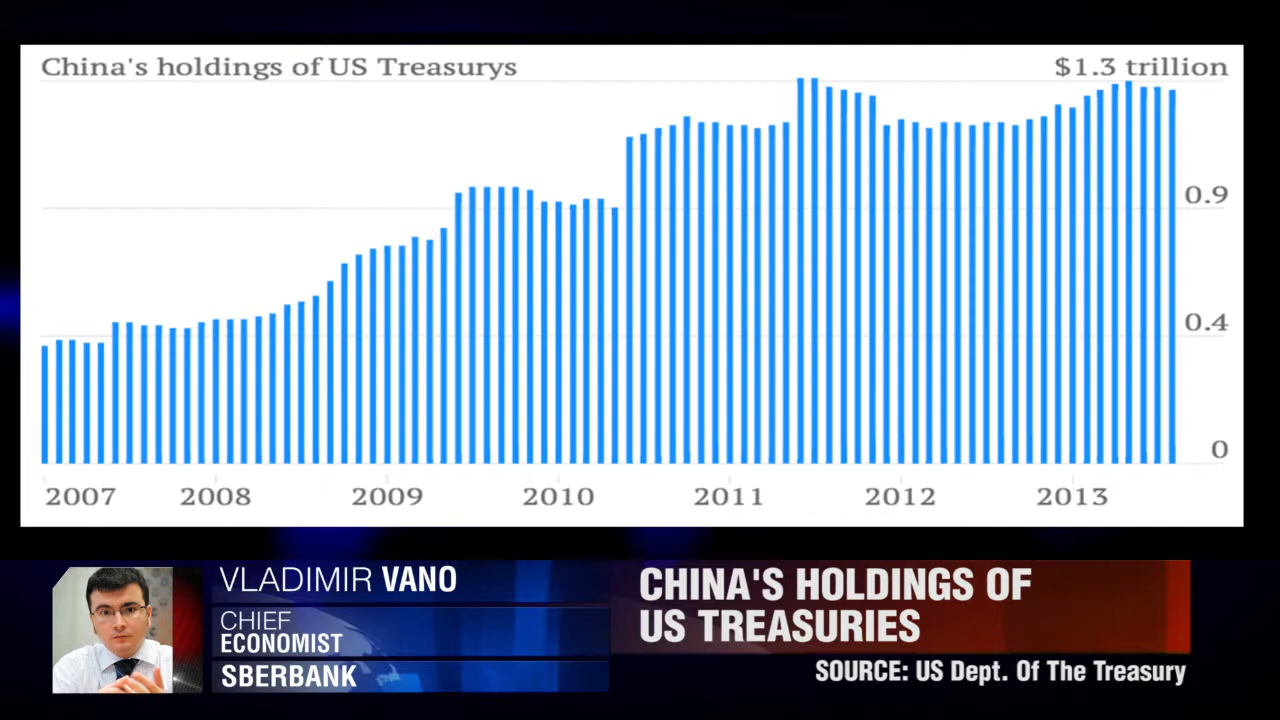 China's holdings of US Treasurys
$1.3 trillion
0.9
0.4
0
2007 2008 2009 2010 2011 2012 2013
VLADIMIR VANO
CHIEF
ECONOMIST
SBERBANK
CHINA'S HOLDINGS OF
US TREASURIES
SOURCE: US Dept. Of The Treasury